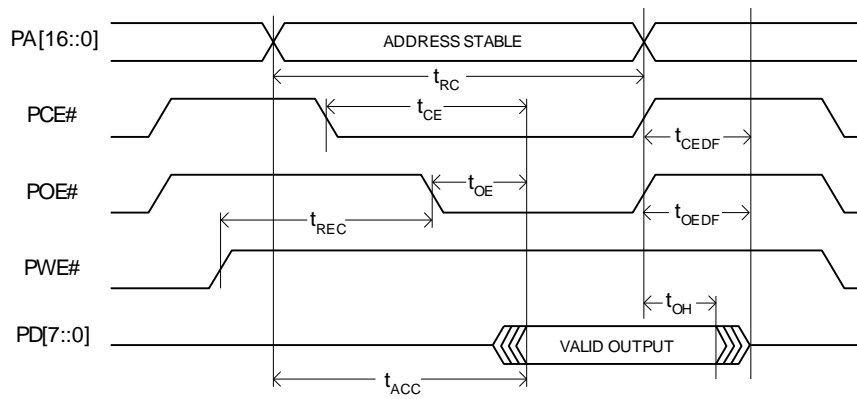 PA[16::0]
ADDRESS STABLE
tRC
PCE#
tCE
tCEDF
POE#
tOE
tOEDF
tREC
PWE#
tOH
PD[7::0]
VALID OUTPUT
tACC